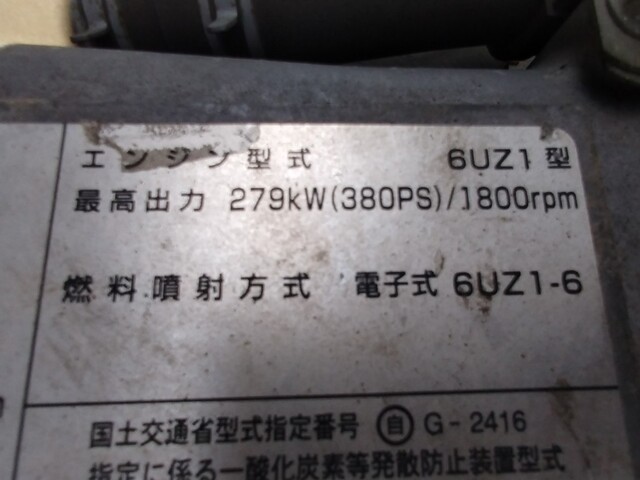 エンジン型式 6UZ1型
最高出力 279kW(380PS)/1800rpm
燃料噴射方式 電子式 6UZ1-6
国土交通省型式指定番号 自 G-2416
指定に係る一酸化炭素等発散防止装置型式